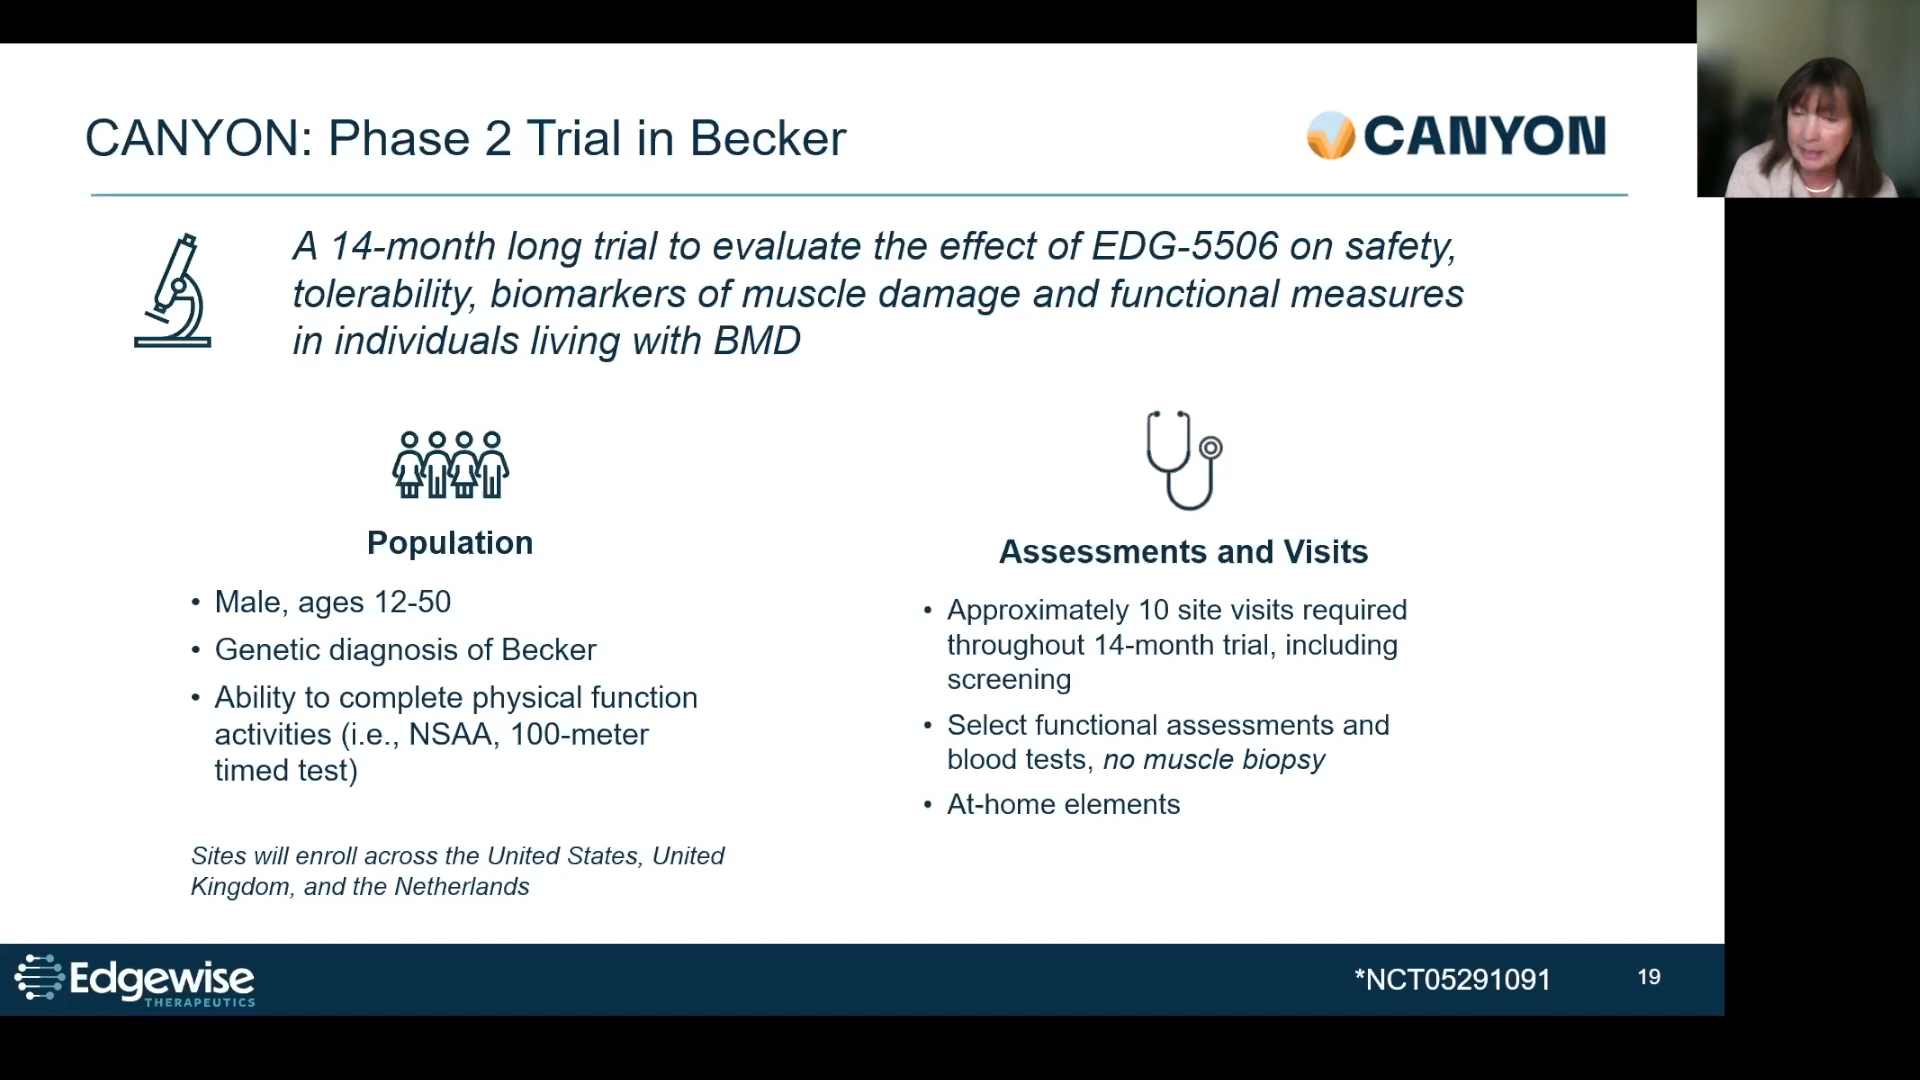 CANYON: Phase 2 Trial in Becker
CANYON
A 14-month long trial to evaluate the effect of EDG-5506 on safety,
tolerability, biomarkers of muscle damage and functional measures
in individuals living with BMD
Population
• Male, ages 12-50
• Genetic diagnosis of Becker
• Ability to complete physical function
activities (i.e., NSAA, 100-meter
timed test)
Sites will enroll across the United States, United
Kingdom, and the Netherlands
Assessments and Visits
• Approximately 10 site visits required
throughout 14-month trial, including
screening
• Select functional assessments and
blood tests, no muscle biopsy
• At-home elements
Edgewise
THERAPEUTICS
*NCT05291091
19